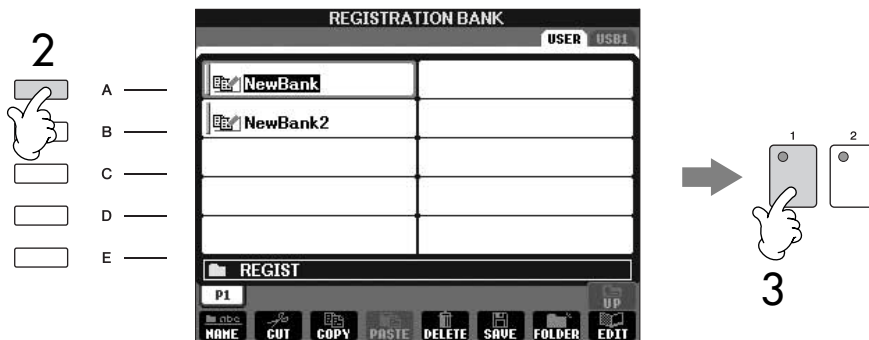 REGISTRATION BANK
USER USB1
2
A NewBank
B NewBank2
C
D
E
REGIST
P1
UP
abc
NAME CUT COPY PASTE DELETE SAVE FOLDER EDIT
1 2
3